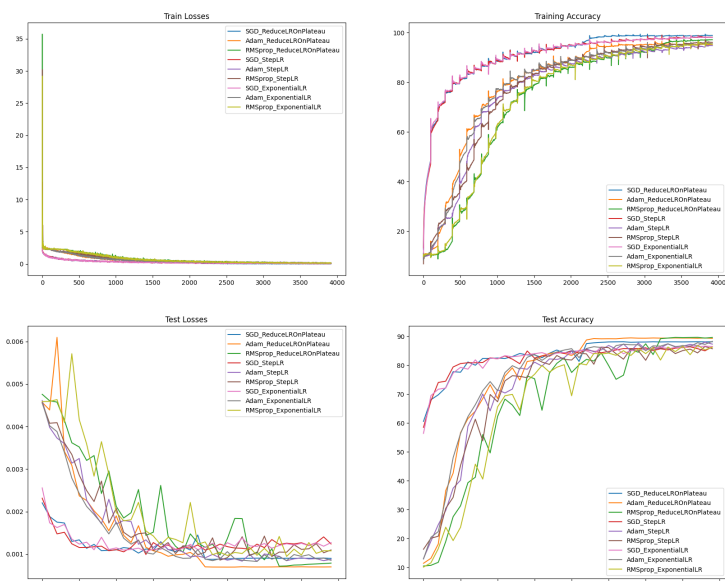 Train Losses
35
30
25
20
15
10
5
0
0
500
1000
1500
2000
2500
3000
3500
4000
SGD_ReduceLROnPlateau
Adam_ReduceLROnPlateau
RMSprop_ReduceLROnPlateau
SGD_StepLR
Adam_StepLR
RMSprop_StepLR
SGD_ExponentialLR
Adam_ExponentialLR
RMSprop_ExponentialLR
Training Accuracy
100
80
60
40
20
0
500
1000
1500
2000
2500
3000
3500
4000
SGD_ReduceLROnPlateau
Adam_ReduceLROnPlateau
RMSprop_ReduceLROnPlateau
SGD_StepLR
Adam_StepLR
RMSprop_StepLR
SGD_ExponentialLR
Adam_ExponentialLR
RMSprop_ExponentialLR
Test Losses
0.006
0.005
0.004
0.003
0.002
0.001
SGD_ReduceLROnPlateau
Adam_ReduceLROnPlateau
RMSprop_ReduceLROnPlateau
SGD_StepLR
Adam_StepLR
RMSprop_StepLR
SGD_ExponentialLR
Adam_ExponentialLR
RMSprop_ExponentialLR
Test Accuracy
90
80
70
60
50
40
30
20
10
SGD_ReduceLROnPlateau
Adam_ReduceLROnPlateau
RMSprop_ReduceLROnPlateau
SGD_StepLR
Adam_StepLR
RMSprop_StepLR
SGD_ExponentialLR
Adam_ExponentialLR
RMSprop_ExponentialLR